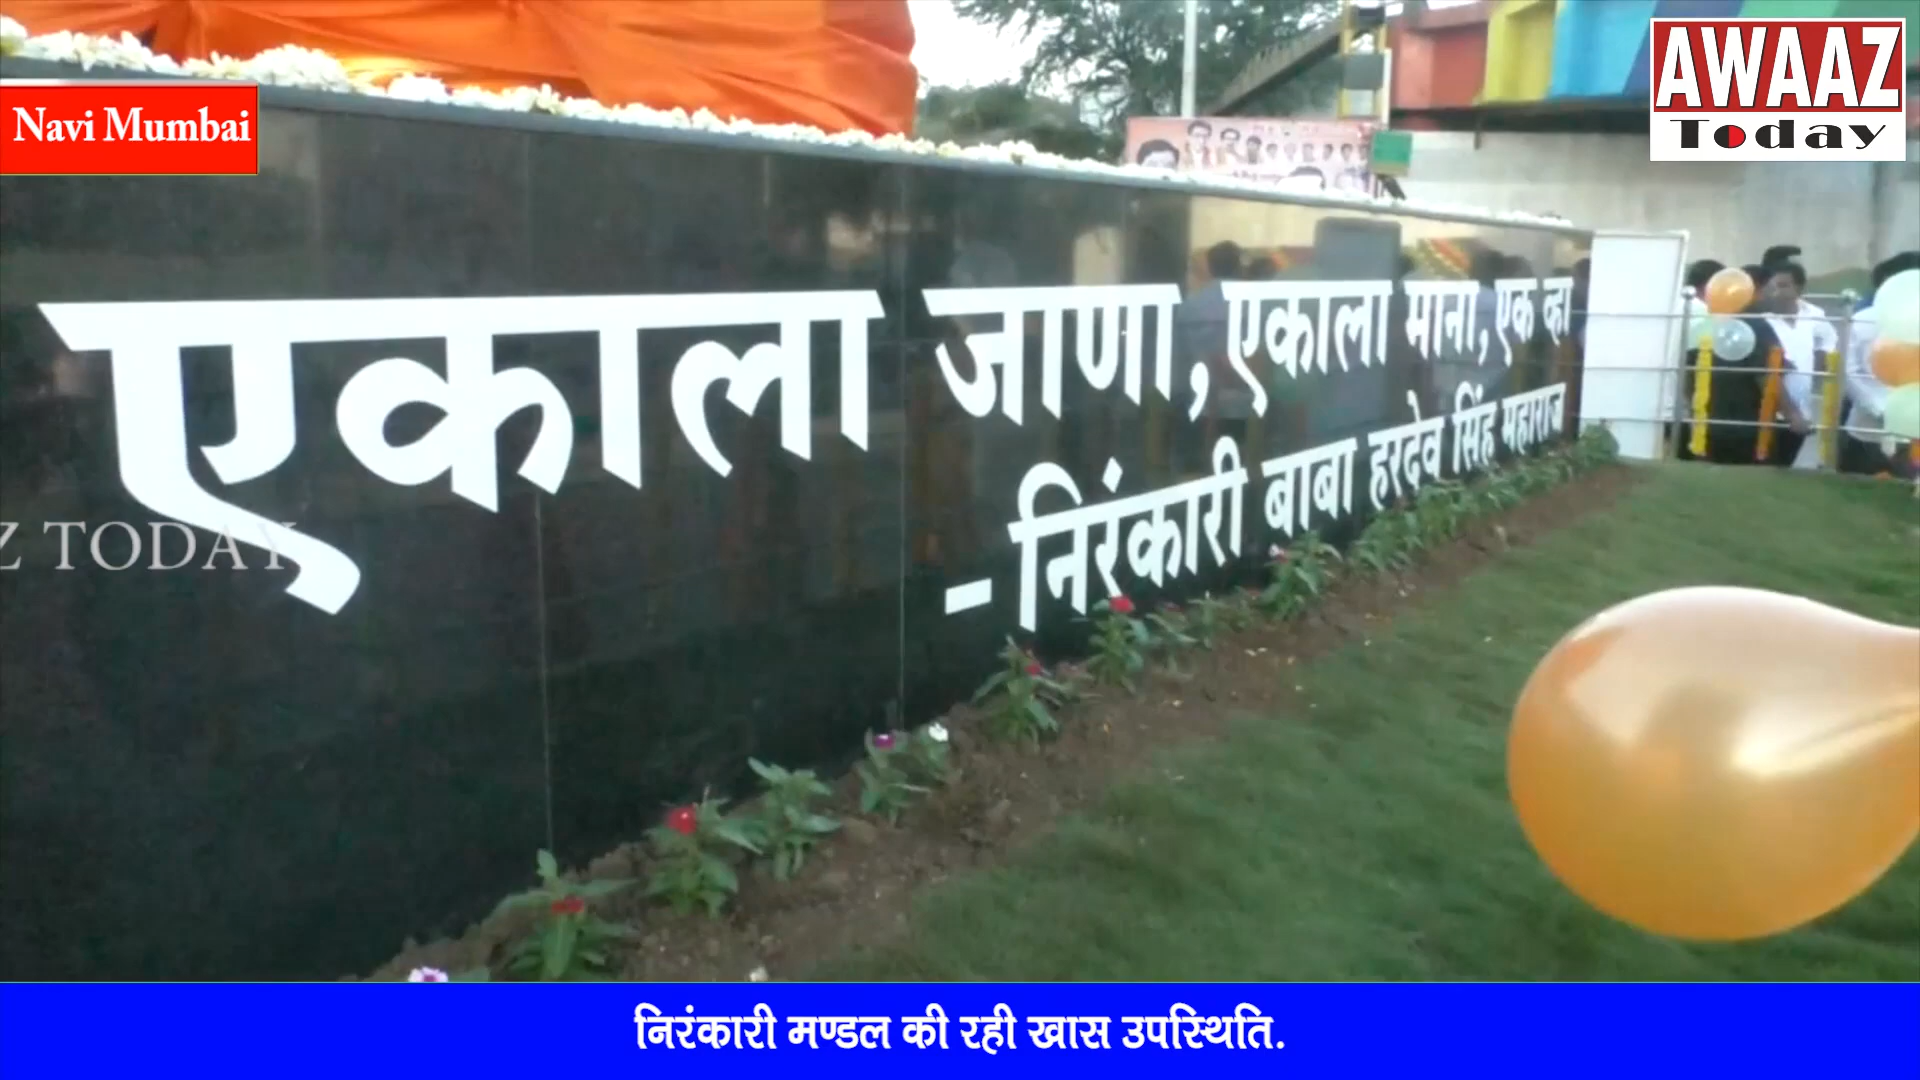 AWAAZ
Today
Navi Mumbai
एकाला जाणा, एकाला माना, एक व्हा
- निरंकारी बाबा हरदेव सिंह महाराज
Z TODAY
निरंकारी मण्डल की रही खास उपस्थिति.